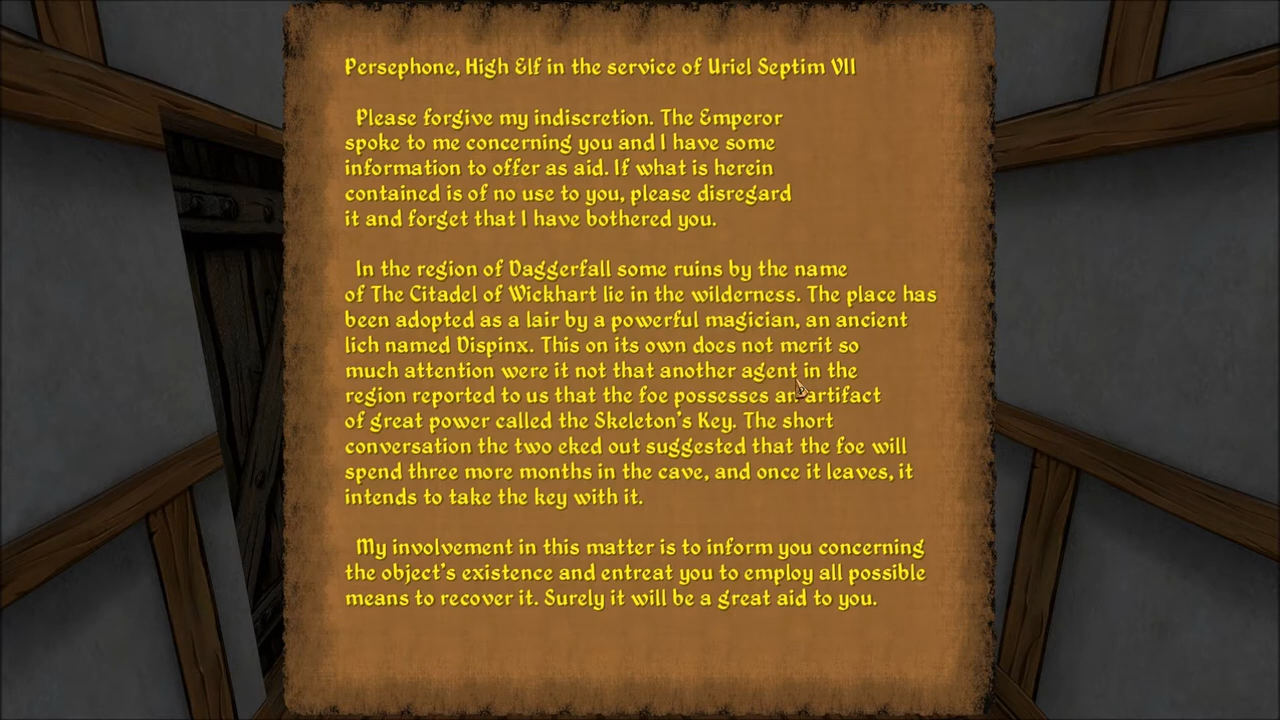 Persephone, High Elf in the service of Uriel Septim VII
Please forgive my indiscretion. The Emperor
spoke to me concerning you and I have some
information to offer as aid. If what is herein
contained is of no use to you, please disregard
it and forget that I have bothered you.
In the region of Daggerfall some ruins by the name
of The Citadel of Wickhart lie in the wilderness. The place has
been adopted as a lair by a powerful magician, an ancient
lich named Dispinx. This on its own does not merit so
much attention were it not that another agent in the
region reported to us that the foe possesses an artifact
of great power called the Skeleton's Key. The short
conversation the two eked out suggested that the foe will
spend three more months in the cave, and once it leaves, it
intends to take the key with it.
My involvement in this matter is to inform you concerning
the object's existence and entreat you to employ all possible
means to recover it. Surely it will be a great aid to you.